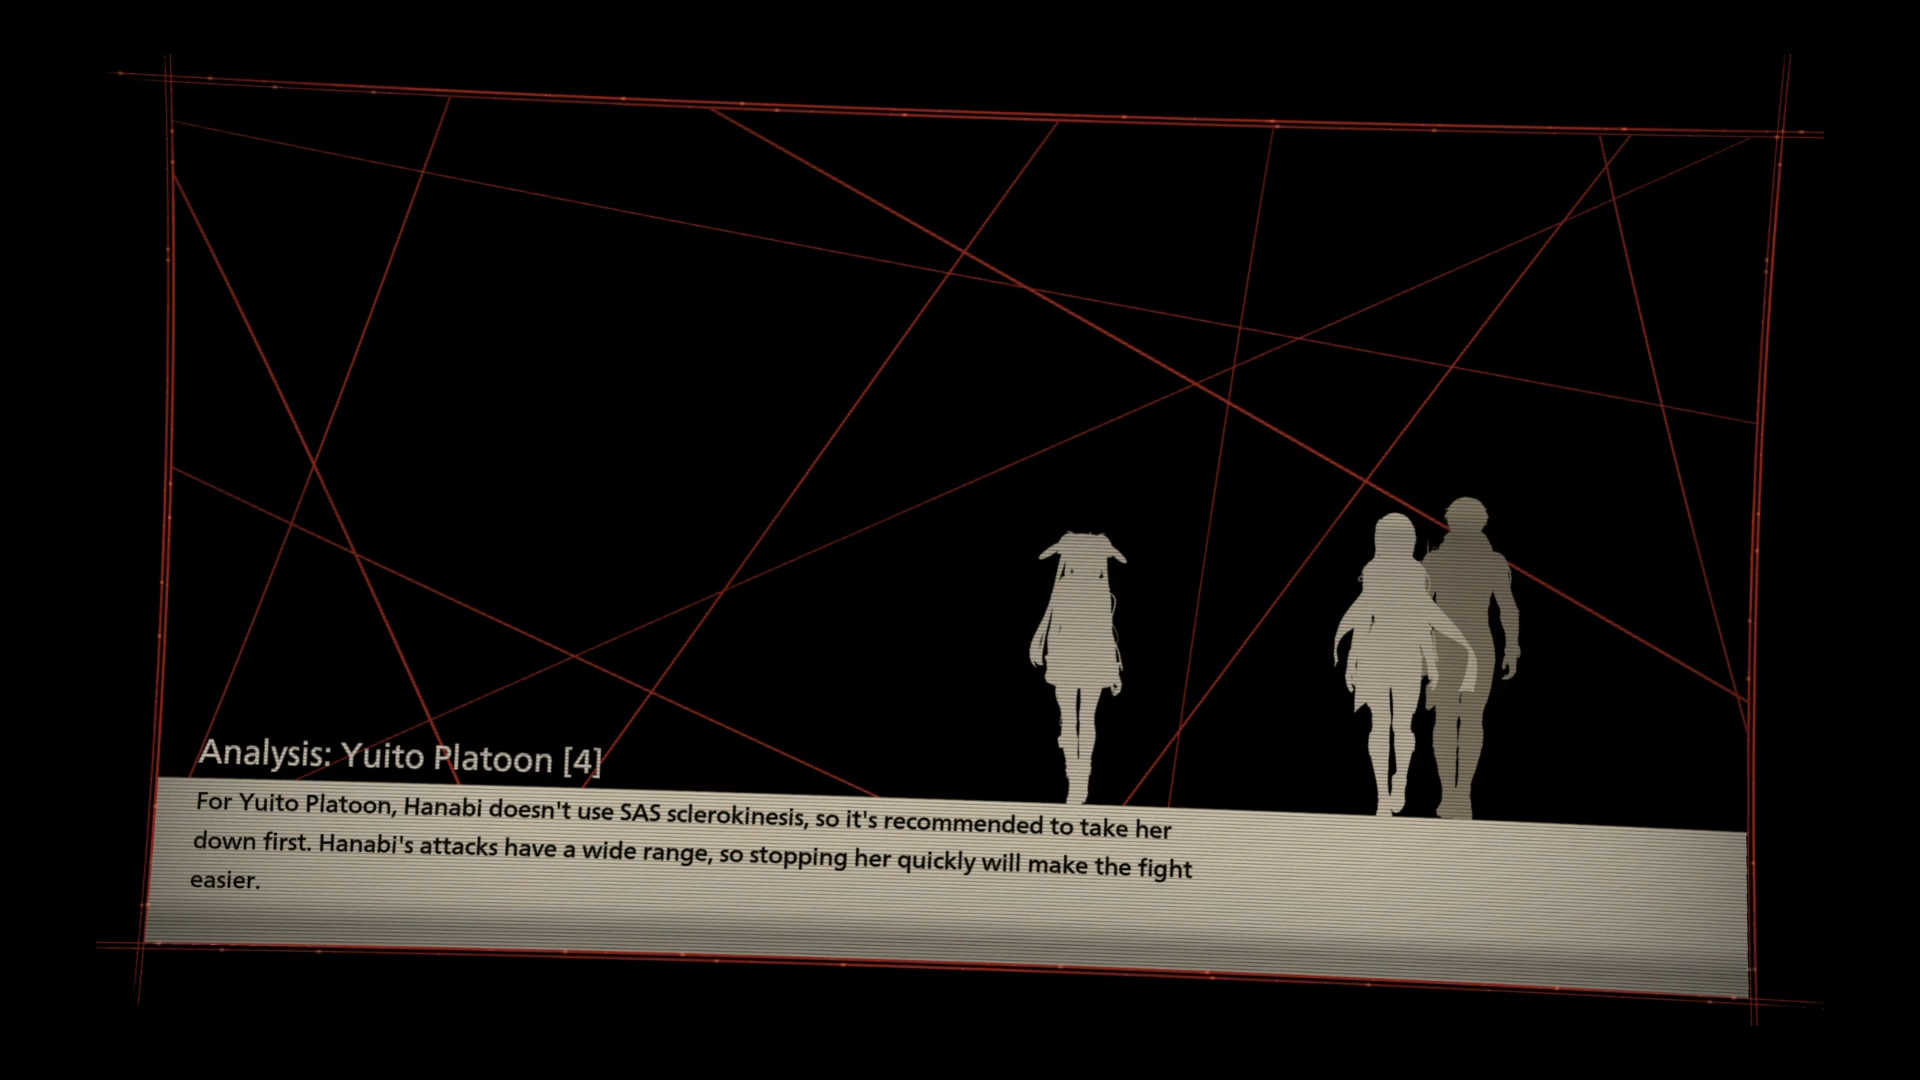 Analysis: Yuito Platoon [4]
For Yuito Platoon, Hanabi doesn't use SAS sclerokinesis, so it's recommended to take her
down first. Hanabi's attacks have a wide range, so stopping her quickly will make the fight
easier.